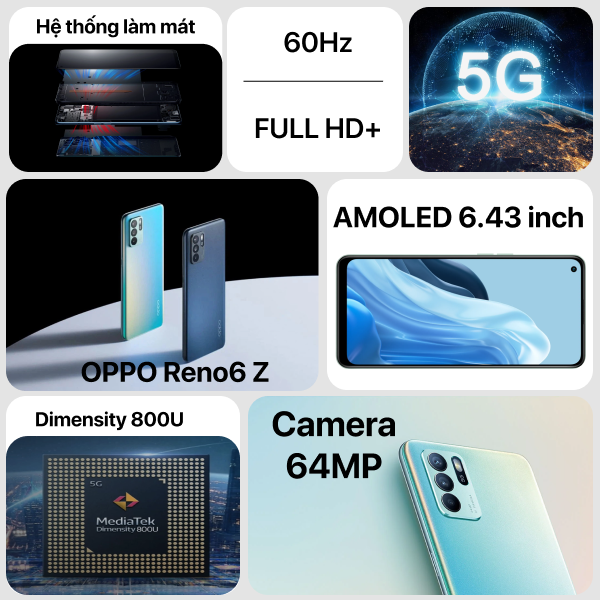 Hệ thống làm mát
60Hz
FULL HD+
5G
OPPO Reno6 Z
AMOLED 6.43 inch
Dimensity 800U
5G
MediaTek
Dimensity 800U
Camera
64MP